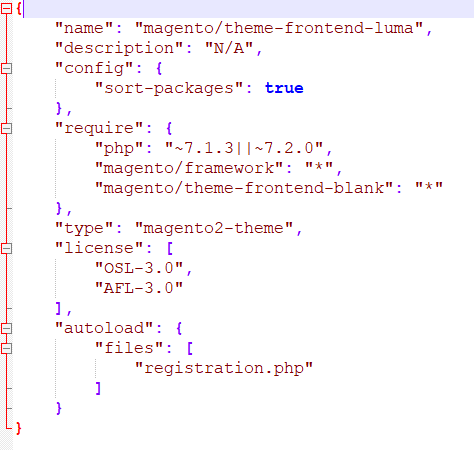 {
    "name": "magento/theme-frontend-luma",
    "description": "N/A",
    "config": {
        "sort-packages": true
    },
    "require": {
        "php": "~7.1.3||~7.2.0",
        "magento/framework": "*",
        "magento/theme-frontend-blank": "*"
    },
    "type": "magento2-theme",
    "license": [
        "OSL-3.0",
        "AFL-3.0"
    ],
    "autoload": {
        "files": [
            "registration.php"
        ]
    }
}